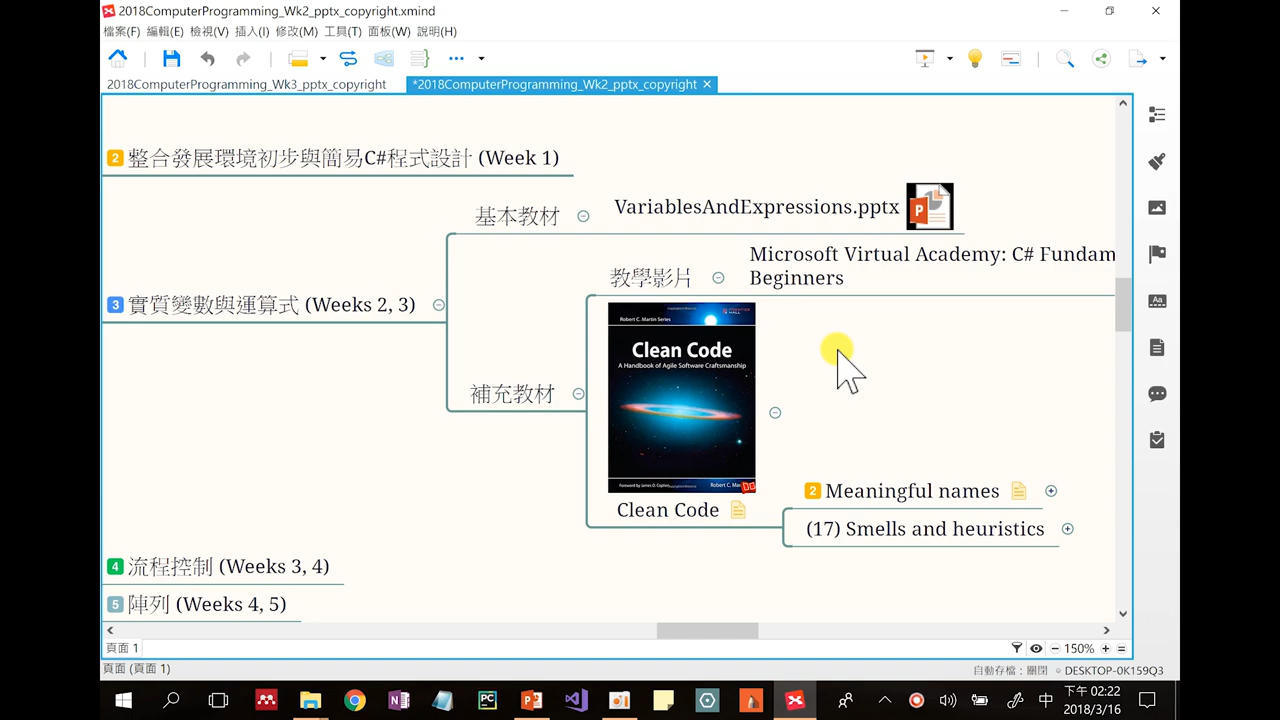 2018ComputerProgramming_Wk2_pptx_copyright.xmind
檔案(F) 編輯(E) 檢視(V) 插入(I) 修改(M) 工具(T) 面板(W) 說明(H)
2018ComputerProgramming_Wk3_pptx_copyright
*2018ComputerProgramming_Wk2_pptx_copyright
2 整合發展環境初步與簡易C#程式設計 (Week 1)
基本教材
VariablesAndExpressions.pptx
Microsoft Virtual Academy: C# Fundam
Beginners
教學影片
3 實質變數與運算式 (Weeks 2, 3)
Robert C. Martin Series
Clean Code
A Handbook of Agile Software Craftsmanship
補充教材
Clean Code
2 Meaningful names
(17) Smells and heuristics
4 流程控制 (Weeks 3, 4)
5 陣列 (Weeks 4, 5)
頁面 1
150%
頁面 (頁面 1)
自動存檔：關閉
DESKTOP-0K159Q3
中
下午 02:22
2018/3/16